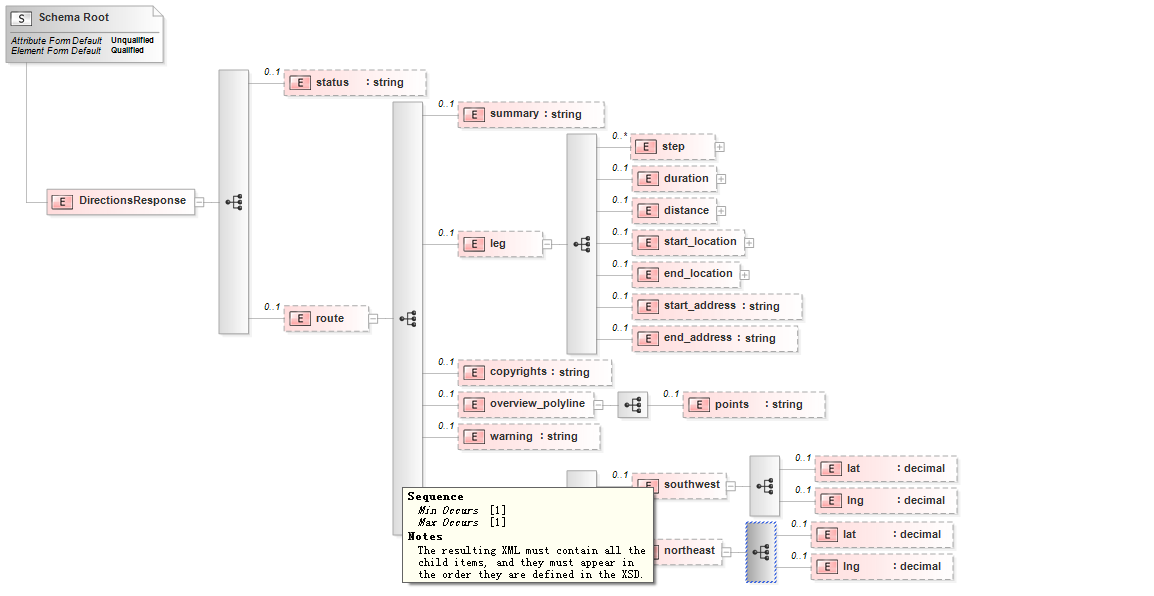 S Schema Root
Attribute Form Default Unqualified
Element Form Default Qualified
E DirectionsResponse
0..1 E status : string
0..1 E route
0..1 E summary : string
0..1 E leg
0..* E step
0..1 E duration
0..1 E distance
0..1 E start_location
0..1 E end_location
0..1 E start_address : string
0..1 E end_address : string
0..1 E copyrights : string
0..1 E overview_polyline
0..1 E points : string
0..1 E warning : string
0..1 E southwest
0..1 E lat : decimal
0..1 E lng : decimal
northeast
0..1 E lat : decimal
0..1 E lng : decimal
Sequence
Min Occurs [1]
Max Occurs [1]
Notes
The resulting XML must contain all the
child items, and they must appear in
the order they are defined in the XSD.